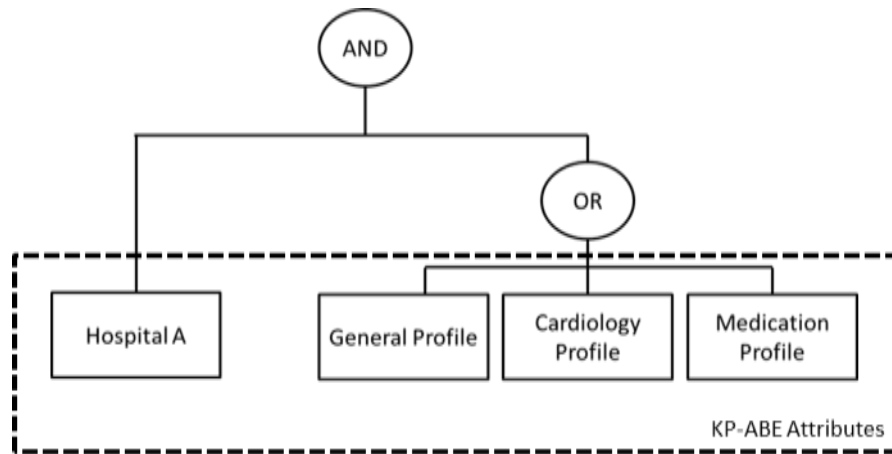 AND
OR
Hospital A
General Profile
Cardiology
Profile
Medication
Profile
KP-ABE Attributes